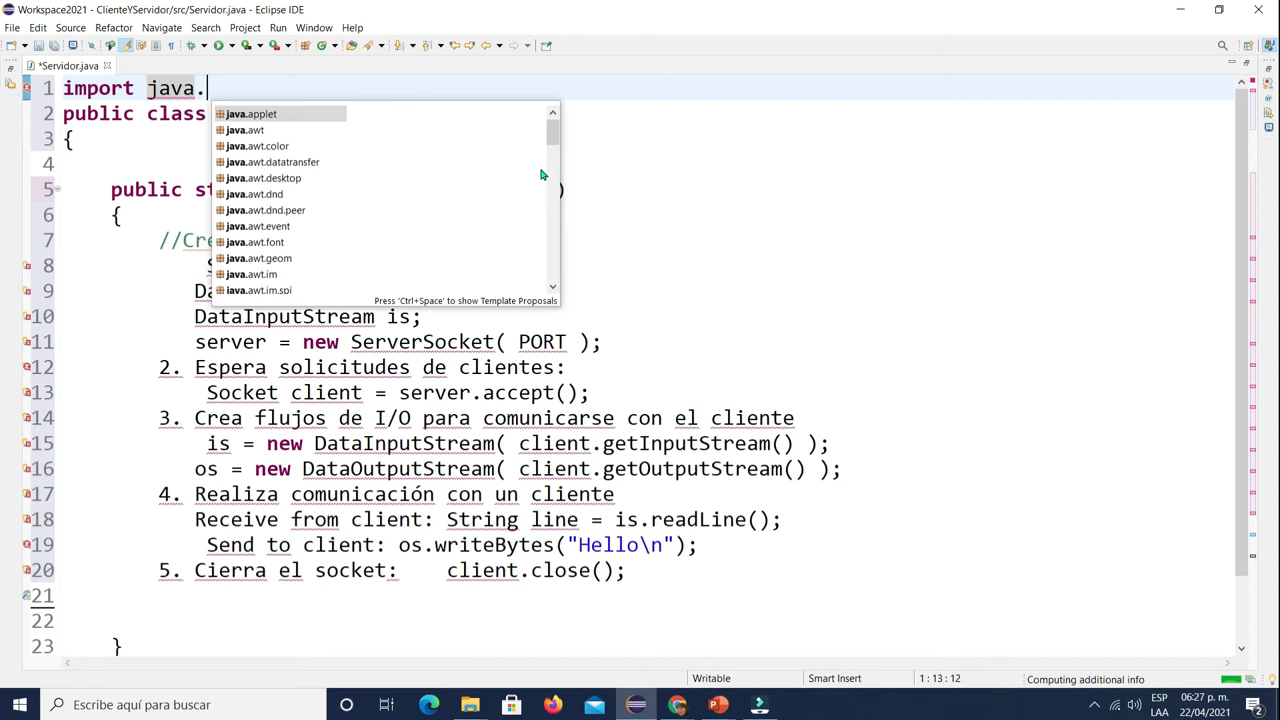 Workspace2021 - ClienteYServidor/src/Servidor.java - Eclipse IDE
File Edit Source Refactor Navigate Search Project Run Window Help
*Servidor.java
1 import java.
2 public class
3 {
4
5 public st )
6 {
7 //Cre
8
9 Da
10 DataInputStream is;
11 server = new ServerSocket( PORT );
12 2. Espera solicitudes de clientes:
13 Socket client = server.accept();
14 3. Crea flujos de I/O para comunicarse con el cliente
15 is = new DataInputStream( client.getInputStream() );
16 os = new DataOutputStream( client.getOutputStream() );
17 4. Realiza comunicación con un cliente
18 Receive from client: String line = is.readLine();
19 Send to client: os.writeBytes("Hello\n");
20 5. Cierra el socket: client.close();
21
22
23 }
java.applet
java.awt
java.awt.color
java.awt.datatransfer
java.awt.desktop
java.awt.dnd
java.awt.dnd.peer
java.awt.event
java.awt.font
java.awt.geom
java.awt.im
java.awt.im.spi
Press 'Ctrl+Space' to show Template Proposals
Writable Smart Insert 1 : 13 : 12 Computing additional info
Escribe aquí para buscar
ESP 06:27 p. m.
LAA 22/04/2021
2